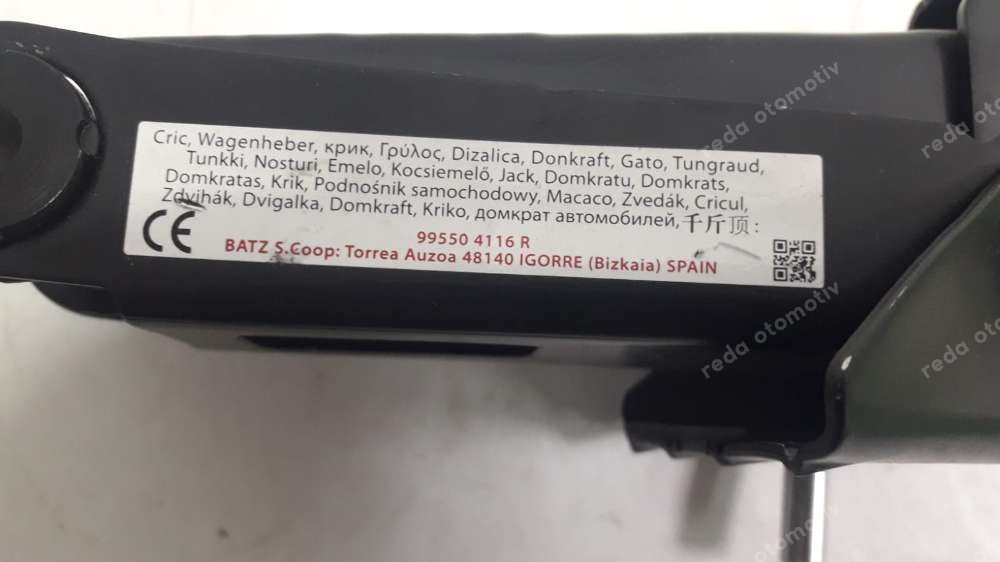 Cric, Wagenheber, крик, Γρύλος, Dizalica, Donkraft, Gato, Tungraud,
Tunkki, Nosturi, Emelo, Kocsiemelő, Jack, Domkratu, Domkrats,
Domkratas, Krik, Podnośnik samochodowy, Macaco, Zvedák, Cricul,
Zdvihák, Dvigalka, Domkraft, Kriko, домкрат автомобилей,千斤顶 :
CE
99550 4116 R
BATZ S.Coop: Torrea Auzoa 48140 IGORRE (Bizkaia) SPAIN
reda otomotiv
reda otomotiv
reda otomotiv
reda otomotiv
reda otomotiv